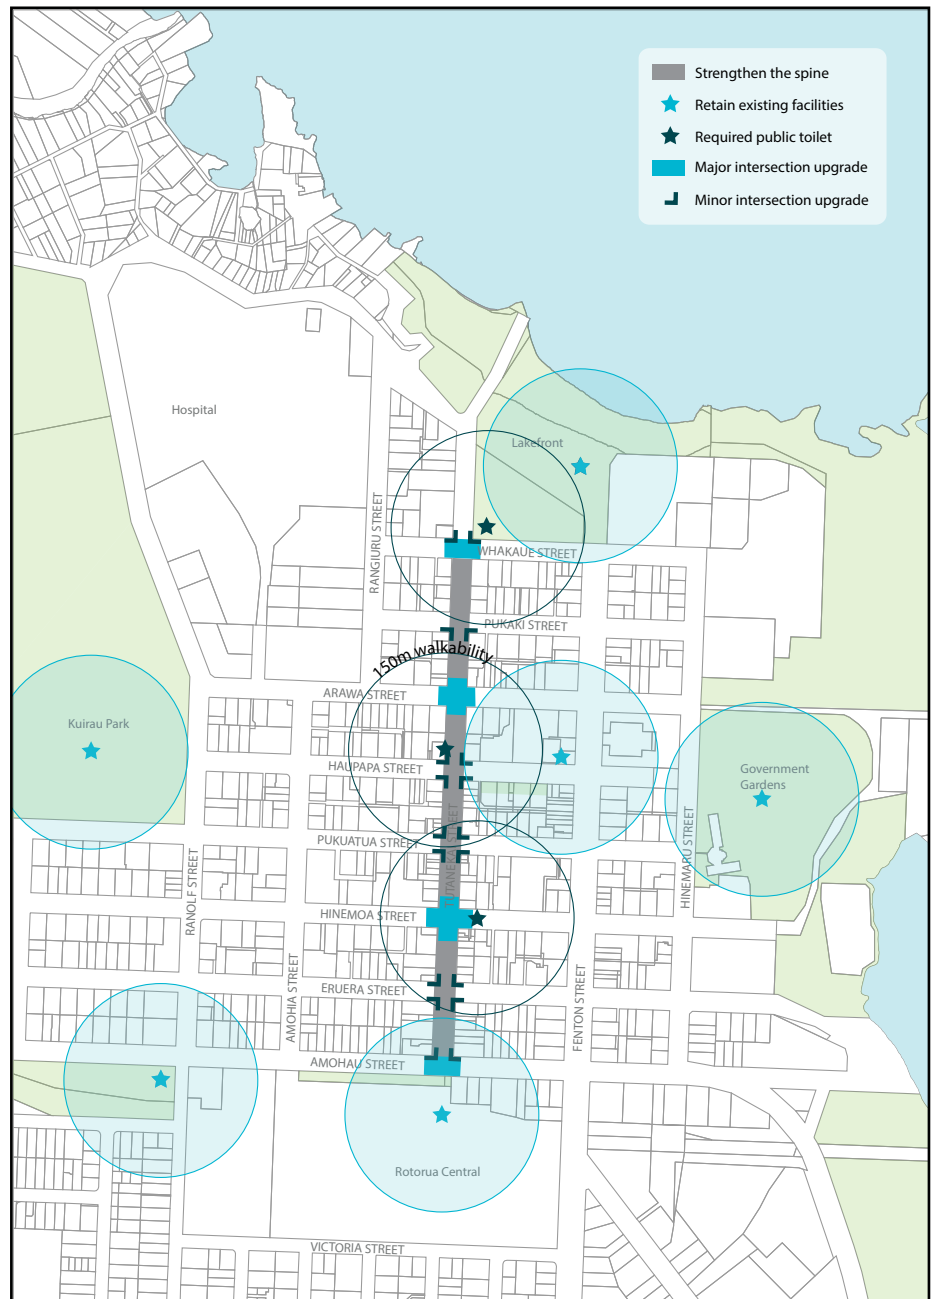 Strengthen the spine
Retain existing facilities
Required public toilet
Major intersection upgrade
Minor intersection upgrade
Hospital
Lakefront
RANGIURU STREET
WHAKAUE STREET
PUKAKI STREET
150m walkability
ARAWA STREET
Kuirau Park
HAUPAPA STREET
Government
Gardens
TUTANEKAI STREET
PUKUATUA STREET
HINEMARU STREET
RANOLF STREET
HINEMOA STREET
ERUERA STREET
AMOHIA STREET
FENTON STREET
AMOHAU STREET
Rotorua Central
VICTORIA STREET